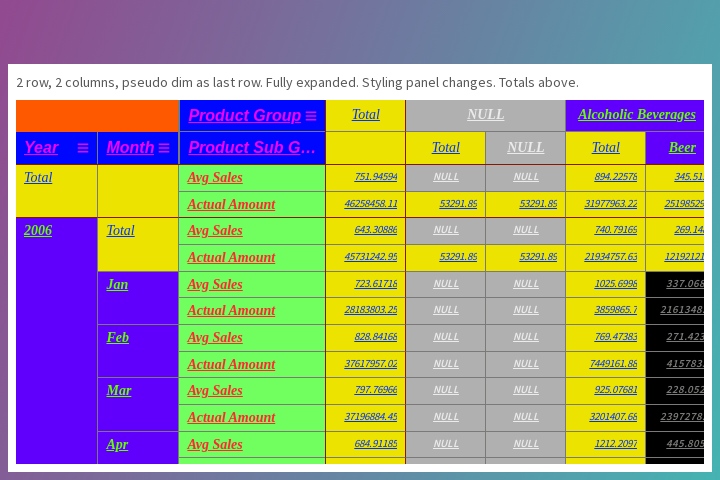 2 row, 2 columns, pseudo dim as last row. Fully expanded. Styling panel changes. Totals above.
Product Group Total NULL Alcoholic Beverages
Year Month Product Sub G... Total NULL Total Beer
Total Avg Sales 751.94594 NULL NULL 894.22578 345.51
Actual Amount 46258458.11 53291.89 53291.89 31977963.22 25198529
2006 Total Avg Sales 643.30886 NULL NULL 740.79169 269.14
Actual Amount 45731242.95 53291.89 53291.89 21934757.63 12192121
Jan Avg Sales 723.61718 NULL NULL 1025.6998 337.068
Actual Amount 28183803.25 NULL NULL 3859865.7 2161348
Feb Avg Sales 828.84168 NULL NULL 769.47383 271.423
Actual Amount 37617957.02 NULL NULL 7449161.88 415783
Mar Avg Sales 797.76966 NULL NULL 925.07681 228.052
Actual Amount 37196884.45 NULL NULL 3201407.68 2397278
Apr Avg Sales 684.91185 NULL NULL 1212.2097 445.805